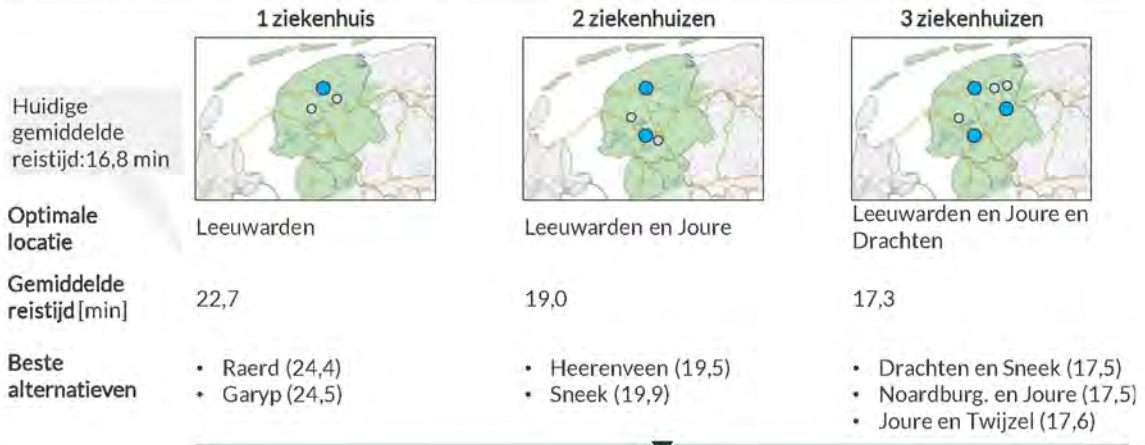 1 ziekenhuis
2 ziekenhuizen
3 ziekenhuizen
Huidige
gemiddelde
reistijd:16,8 min
Optimale
locatie
Leeuwarden
Leeuwarden en Joure
Leeuwarden en Joure en
Drachten
Gemiddelde
reistijd [min]
22,7
19,0
17,3
Beste
alternatieven
• Raerd (24,4)
• Garyp (24,5)
• Heerenveen (19,5)
• Sneek (19,9)
• Drachten en Sneek (17,5)
• Noardburg. en Joure (17,5)
• Joure en Twijzel (17,6)